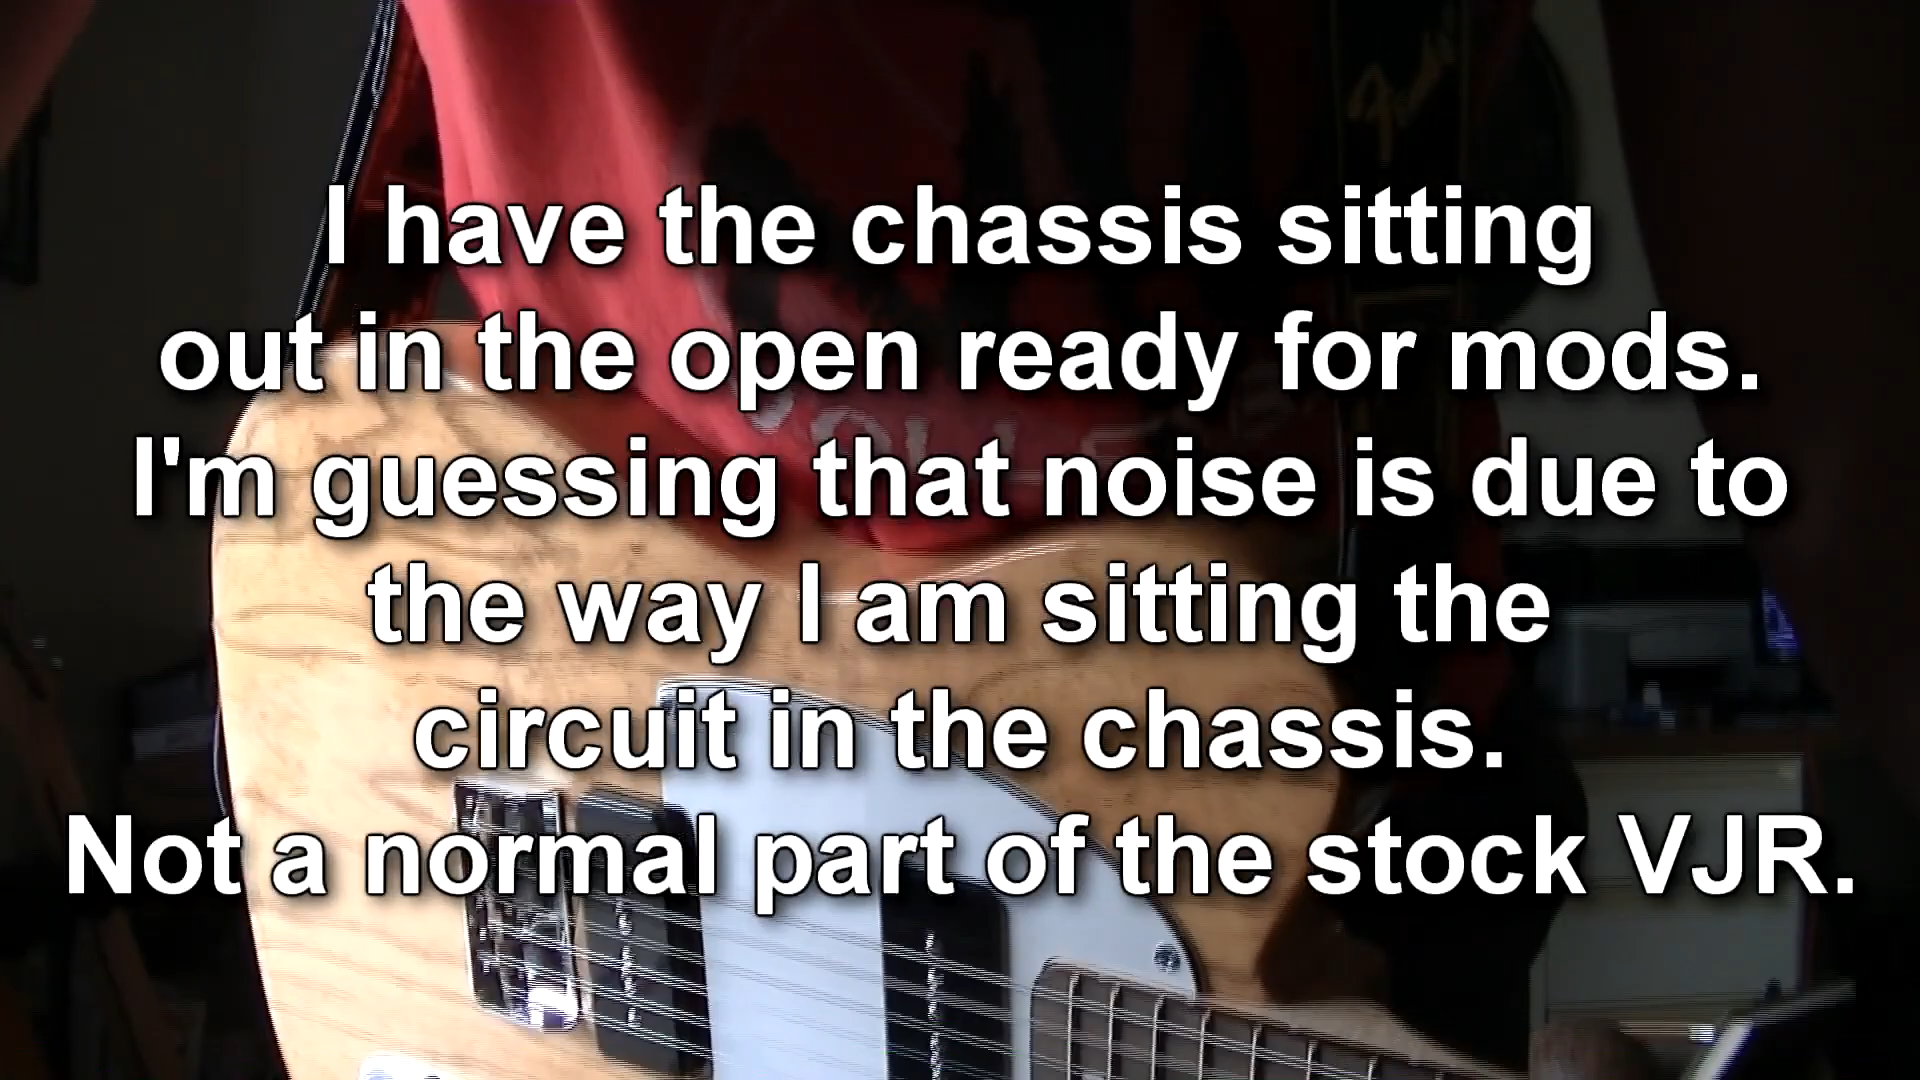 I have the chassis sitting
out in the open ready for mods.
I'm guessing that noise is due to
the way I am sitting the
circuit in the chassis.
Not a normal part of the stock VJR.
Fender